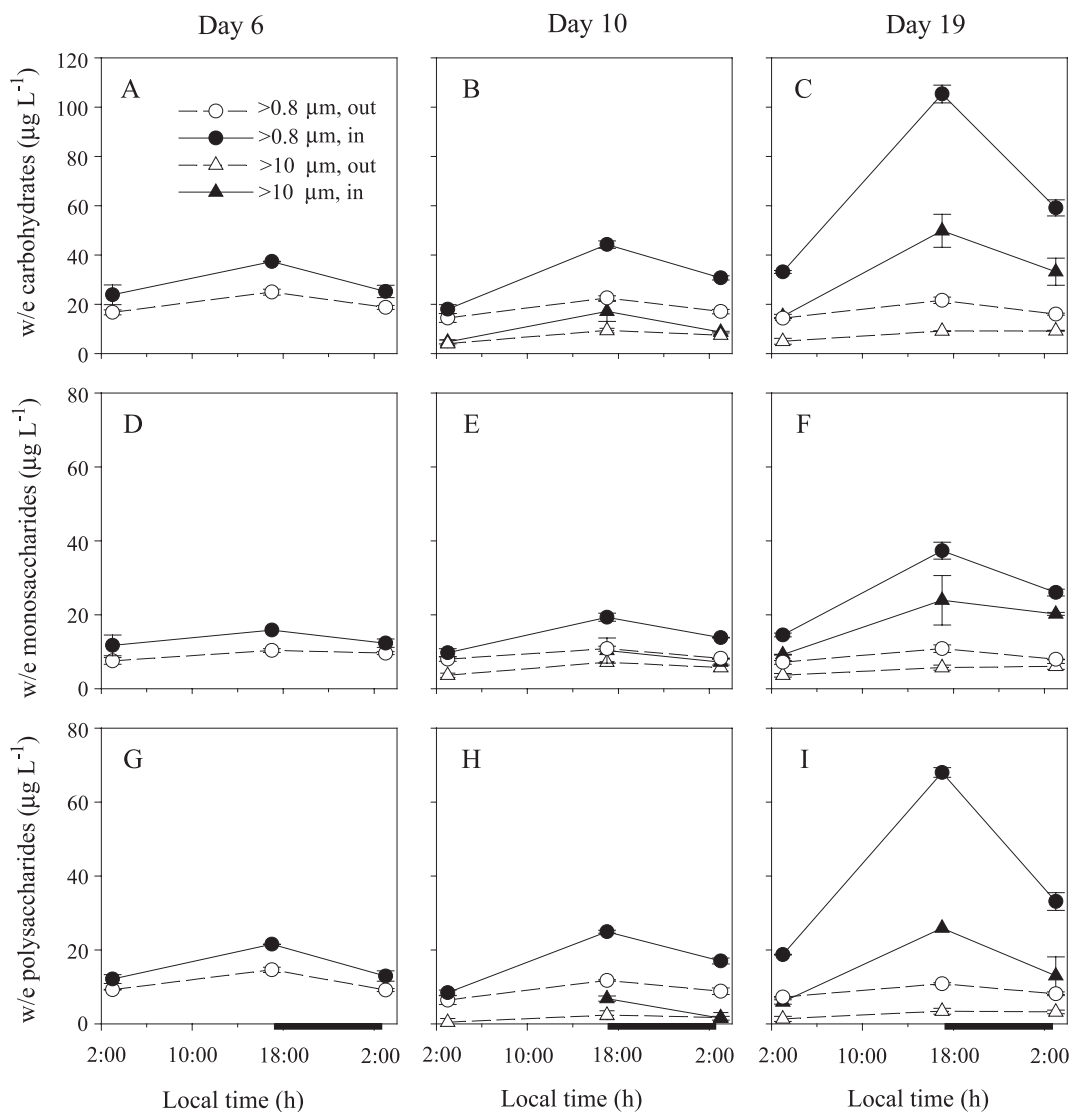 Day 6 Day 10 Day 19
w/e carbohydrates (µg L⁻¹)
120
100
80
60
40
20
0
A
>0.8 µm, out
>0.8 µm, in
>10 µm, out
>10 µm, in
B
C
w/e monosaccharides (µg L⁻¹)
80
60
40
20
0
D
E
F
w/e polysaccharides (µg L⁻¹)
80
60
40
20
0
G
H
I
2:00 10:00 18:00 2:00 2:00 10:00 18:00 2:00 2:00 10:00 18:00 2:00
Local time (h) Local time (h) Local time (h)